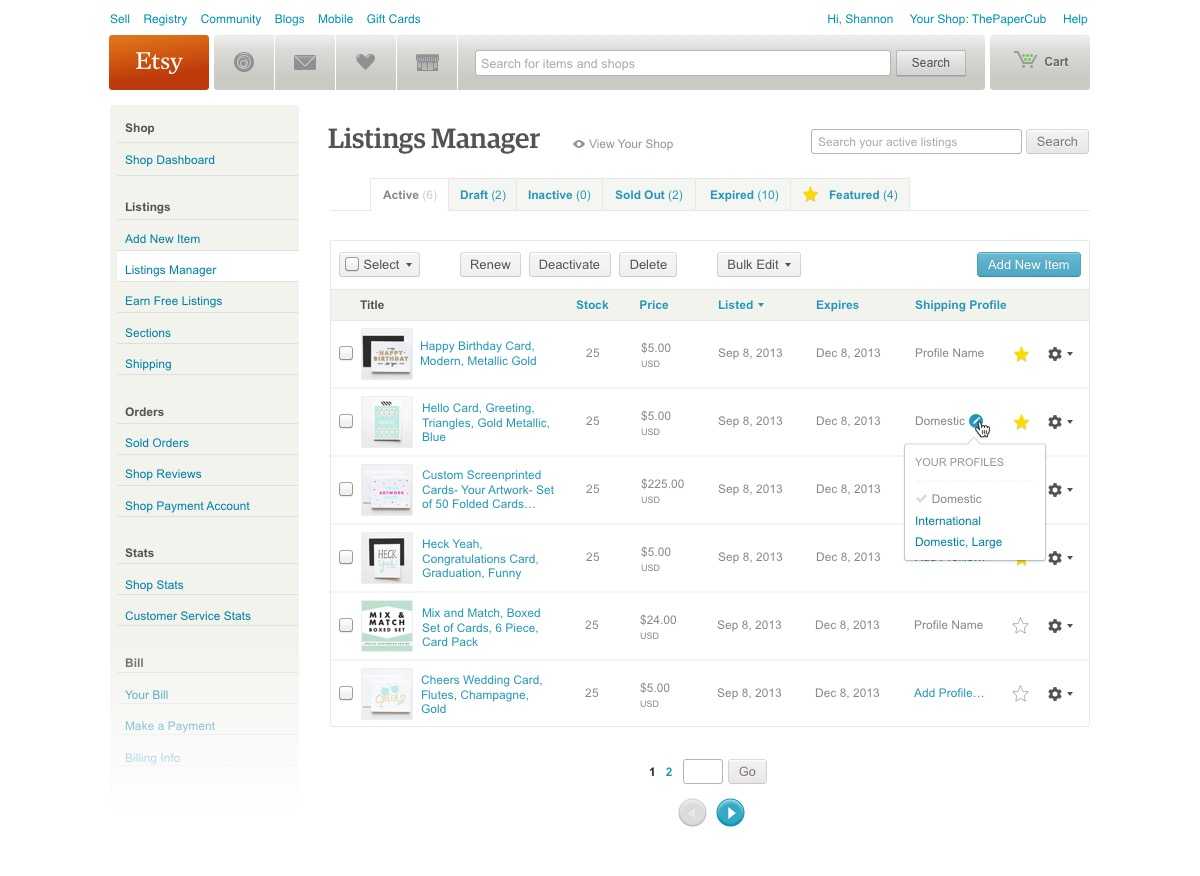 Sell Registry Community Blogs Mobile Gift Cards
Hi, Shannon Your Shop: ThePaperCub Help
Etsy
Search for items and shops
Search
Cart
Shop
Shop Dashboard
Listings
Add New Item
Listings Manager
Earn Free Listings
Sections
Shipping
Orders
Sold Orders
Shop Reviews
Shop Payment Account
Stats
Shop Stats
Customer Service Stats
Bill
Your Bill
Make a Payment
Billing Info
Listings Manager
View Your Shop
Search your active listings
Search
Active (6) Draft (2) Inactive (0) Sold Out (2) Expired (10) Featured (4)
Select Renew Deactivate Delete Bulk Edit Add New Item
Title Stock Price Listed Expires Shipping Profile
HAPPY
BIRTHDAY
Happy Birthday Card,
Modern, Metallic Gold
25 $5.00 Sep 8, 2013 Dec 8, 2013 Profile Name
USD
Hello Card, Greeting,
Triangles, Gold Metallic,
Blue
25 $5.00 Sep 8, 2013 Dec 8, 2013 Domestic
USD
YOUR PROFILES
Domestic
International
Domestic, Large
ARTWORK
Custom Screenprinted
Cards- Your Artwork- Set
of 50 Folded Cards…
25 $225.00 Sep 8, 2013 Dec 8, 2013
USD
HECK
Heck Yeah,
Congratulations Card,
Graduation, Funny
25 $5.00 Sep 8, 2013 Dec 8, 2013
USD
MIX &
MATCH
BOXED SET
Mix and Match, Boxed
Set of Cards, 6 Piece,
Card Pack
25 $24.00 Sep 8, 2013 Dec 8, 2013 Profile Name
USD
Cheers Wedding Card,
Flutes, Champagne,
Gold
25 $5.00 Sep 8, 2013 Dec 8, 2013 Add Profile…
USD
1 2 Go